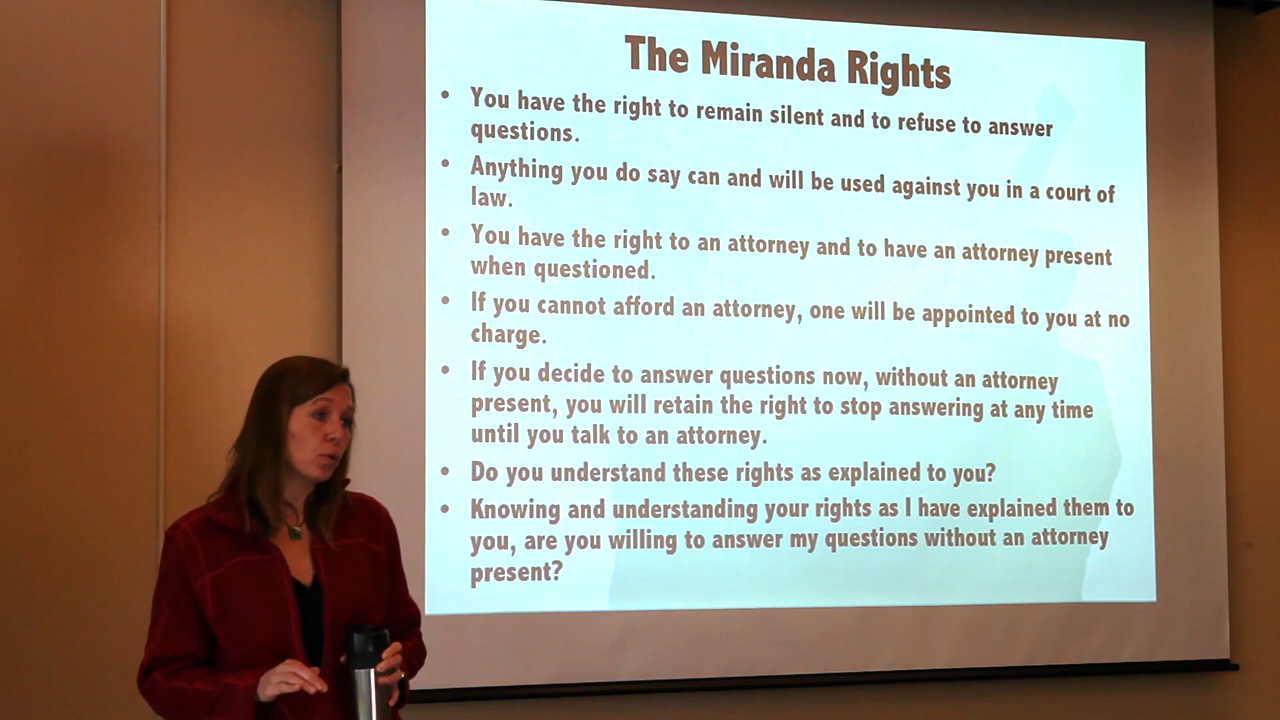 The Miranda Rights
• You have the right to remain silent and to refuse to answer
questions.
• Anything you do say can and will be used against you in a court of
law.
• You have the right to an attorney and to have an attorney present
when questioned.
• If you cannot afford an attorney, one will be appointed to you at no
charge.
• If you decide to answer questions now, without an attorney
present, you will retain the right to stop answering at any time
until you talk to an attorney.
• Do you understand these rights as explained to you?
• Knowing and understanding your rights as I have explained them to
you, are you willing to answer my questions without an attorney
present?